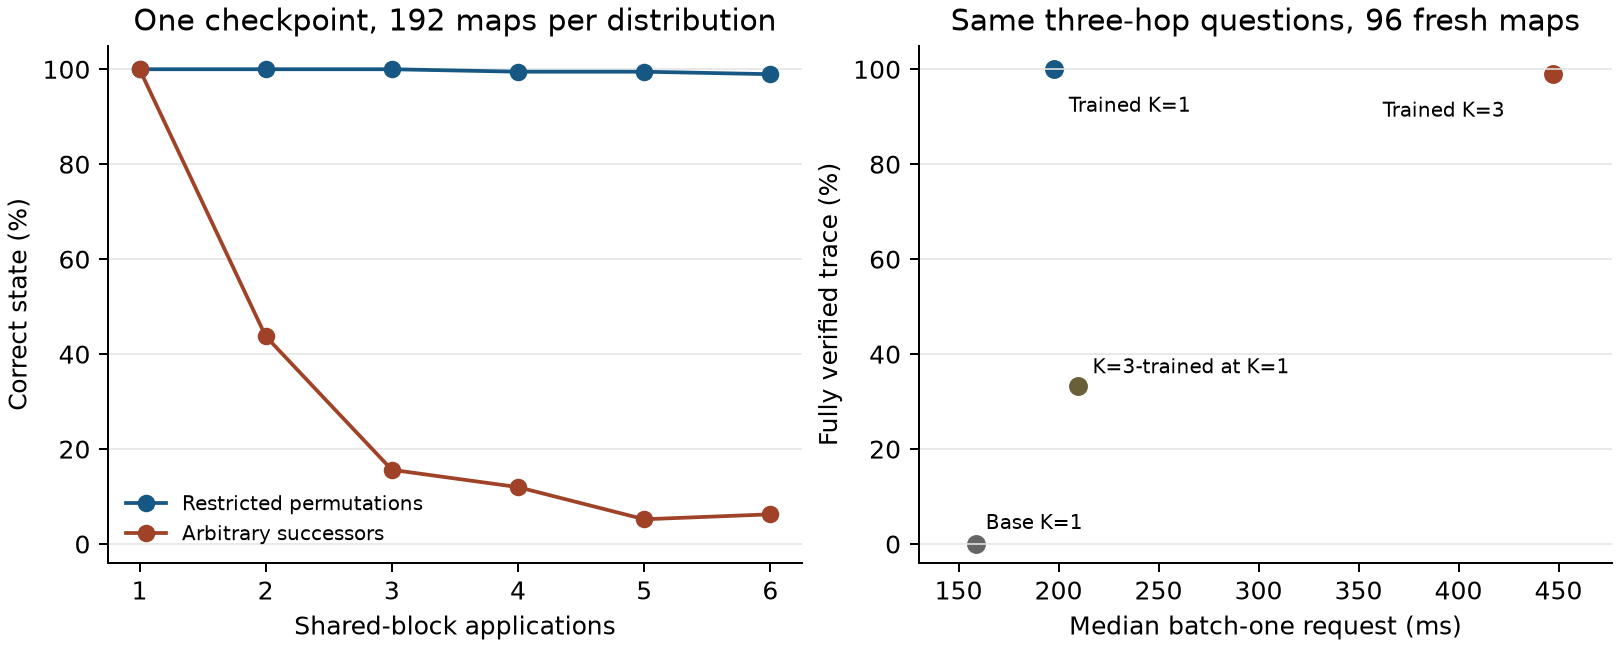 One checkpoint, 192 maps per distribution
Correct state (%)
100
80
60
40
20
0
Restricted permutations
Arbitrary successors
1 2 3 4 5 6
Shared-block applications
Same three-hop questions, 96 fresh maps
Fully verified trace (%)
100
80
60
40
20
0
Trained K=1
Trained K=3
K=3-trained at K=1
Base K=1
150 200 250 300 350 400 450
Median batch-one request (ms)